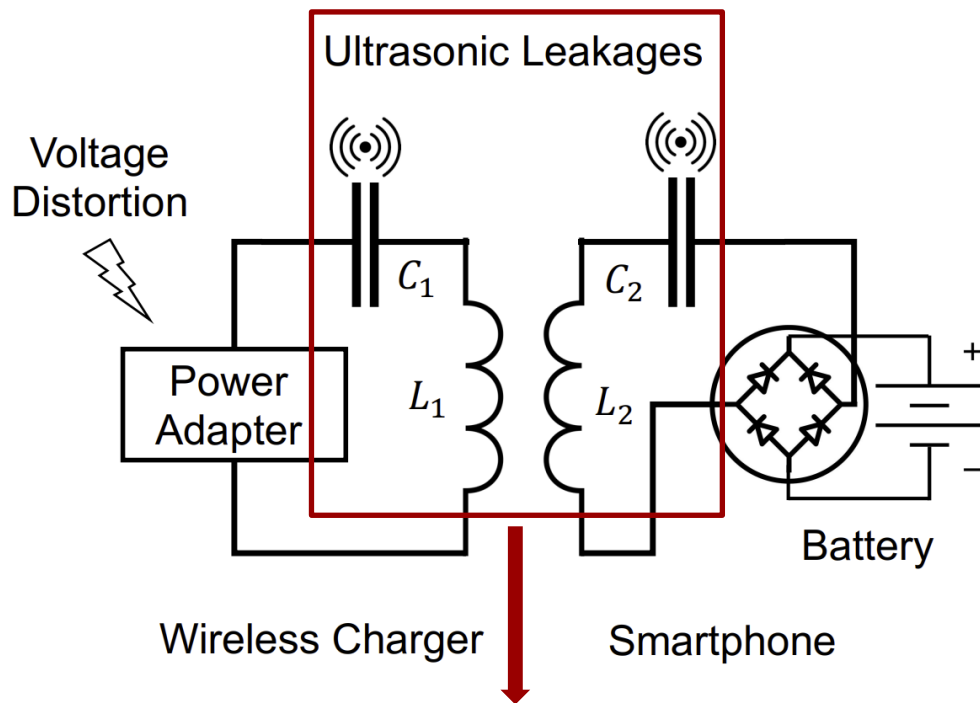 Ultrasonic Leakages
Voltage
Distortion
C₁
C₂
Power
Adapter
L₁
L₂
+
−
Battery
Wireless Charger
Smartphone